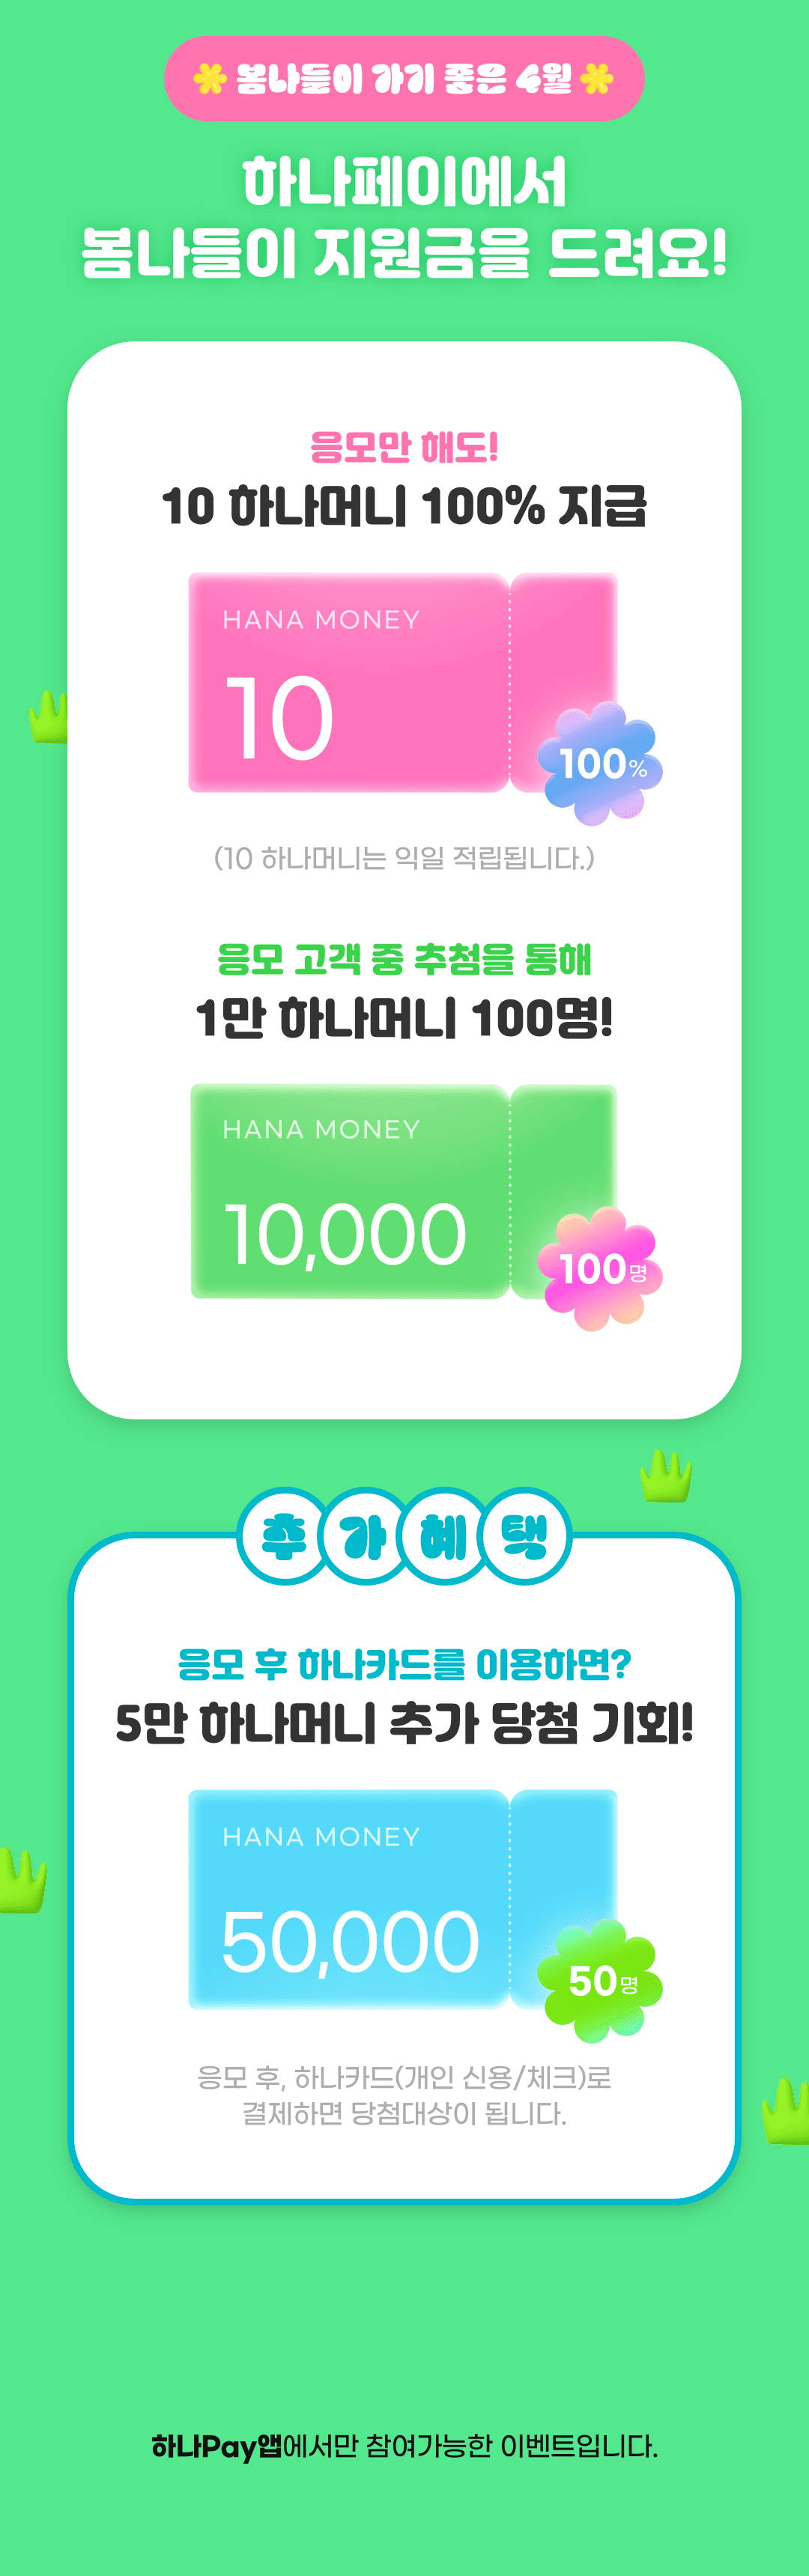 봄나들이 가기 좋은 4월
하나페이에서
봄나들이 지원금을 드려요!
응모만 해도!
10 하나머니 100% 지급
HANA MONEY
10
100%
(10 하나머니는 익일 적립됩니다.)
응모 고객 중 추첨을 통해
1만 하나머니 100명!
HANA MONEY
10,000
100명
추가혜택
응모 후 하나카드를 이용하면?
5만 하나머니 추가 당첨 기회!
HANA MONEY
50,000
50명
응모 후, 하나카드(개인 신용/체크)로
결제하면 당첨대상이 됩니다.
하나Pay앱에서만 참여가능한 이벤트입니다.